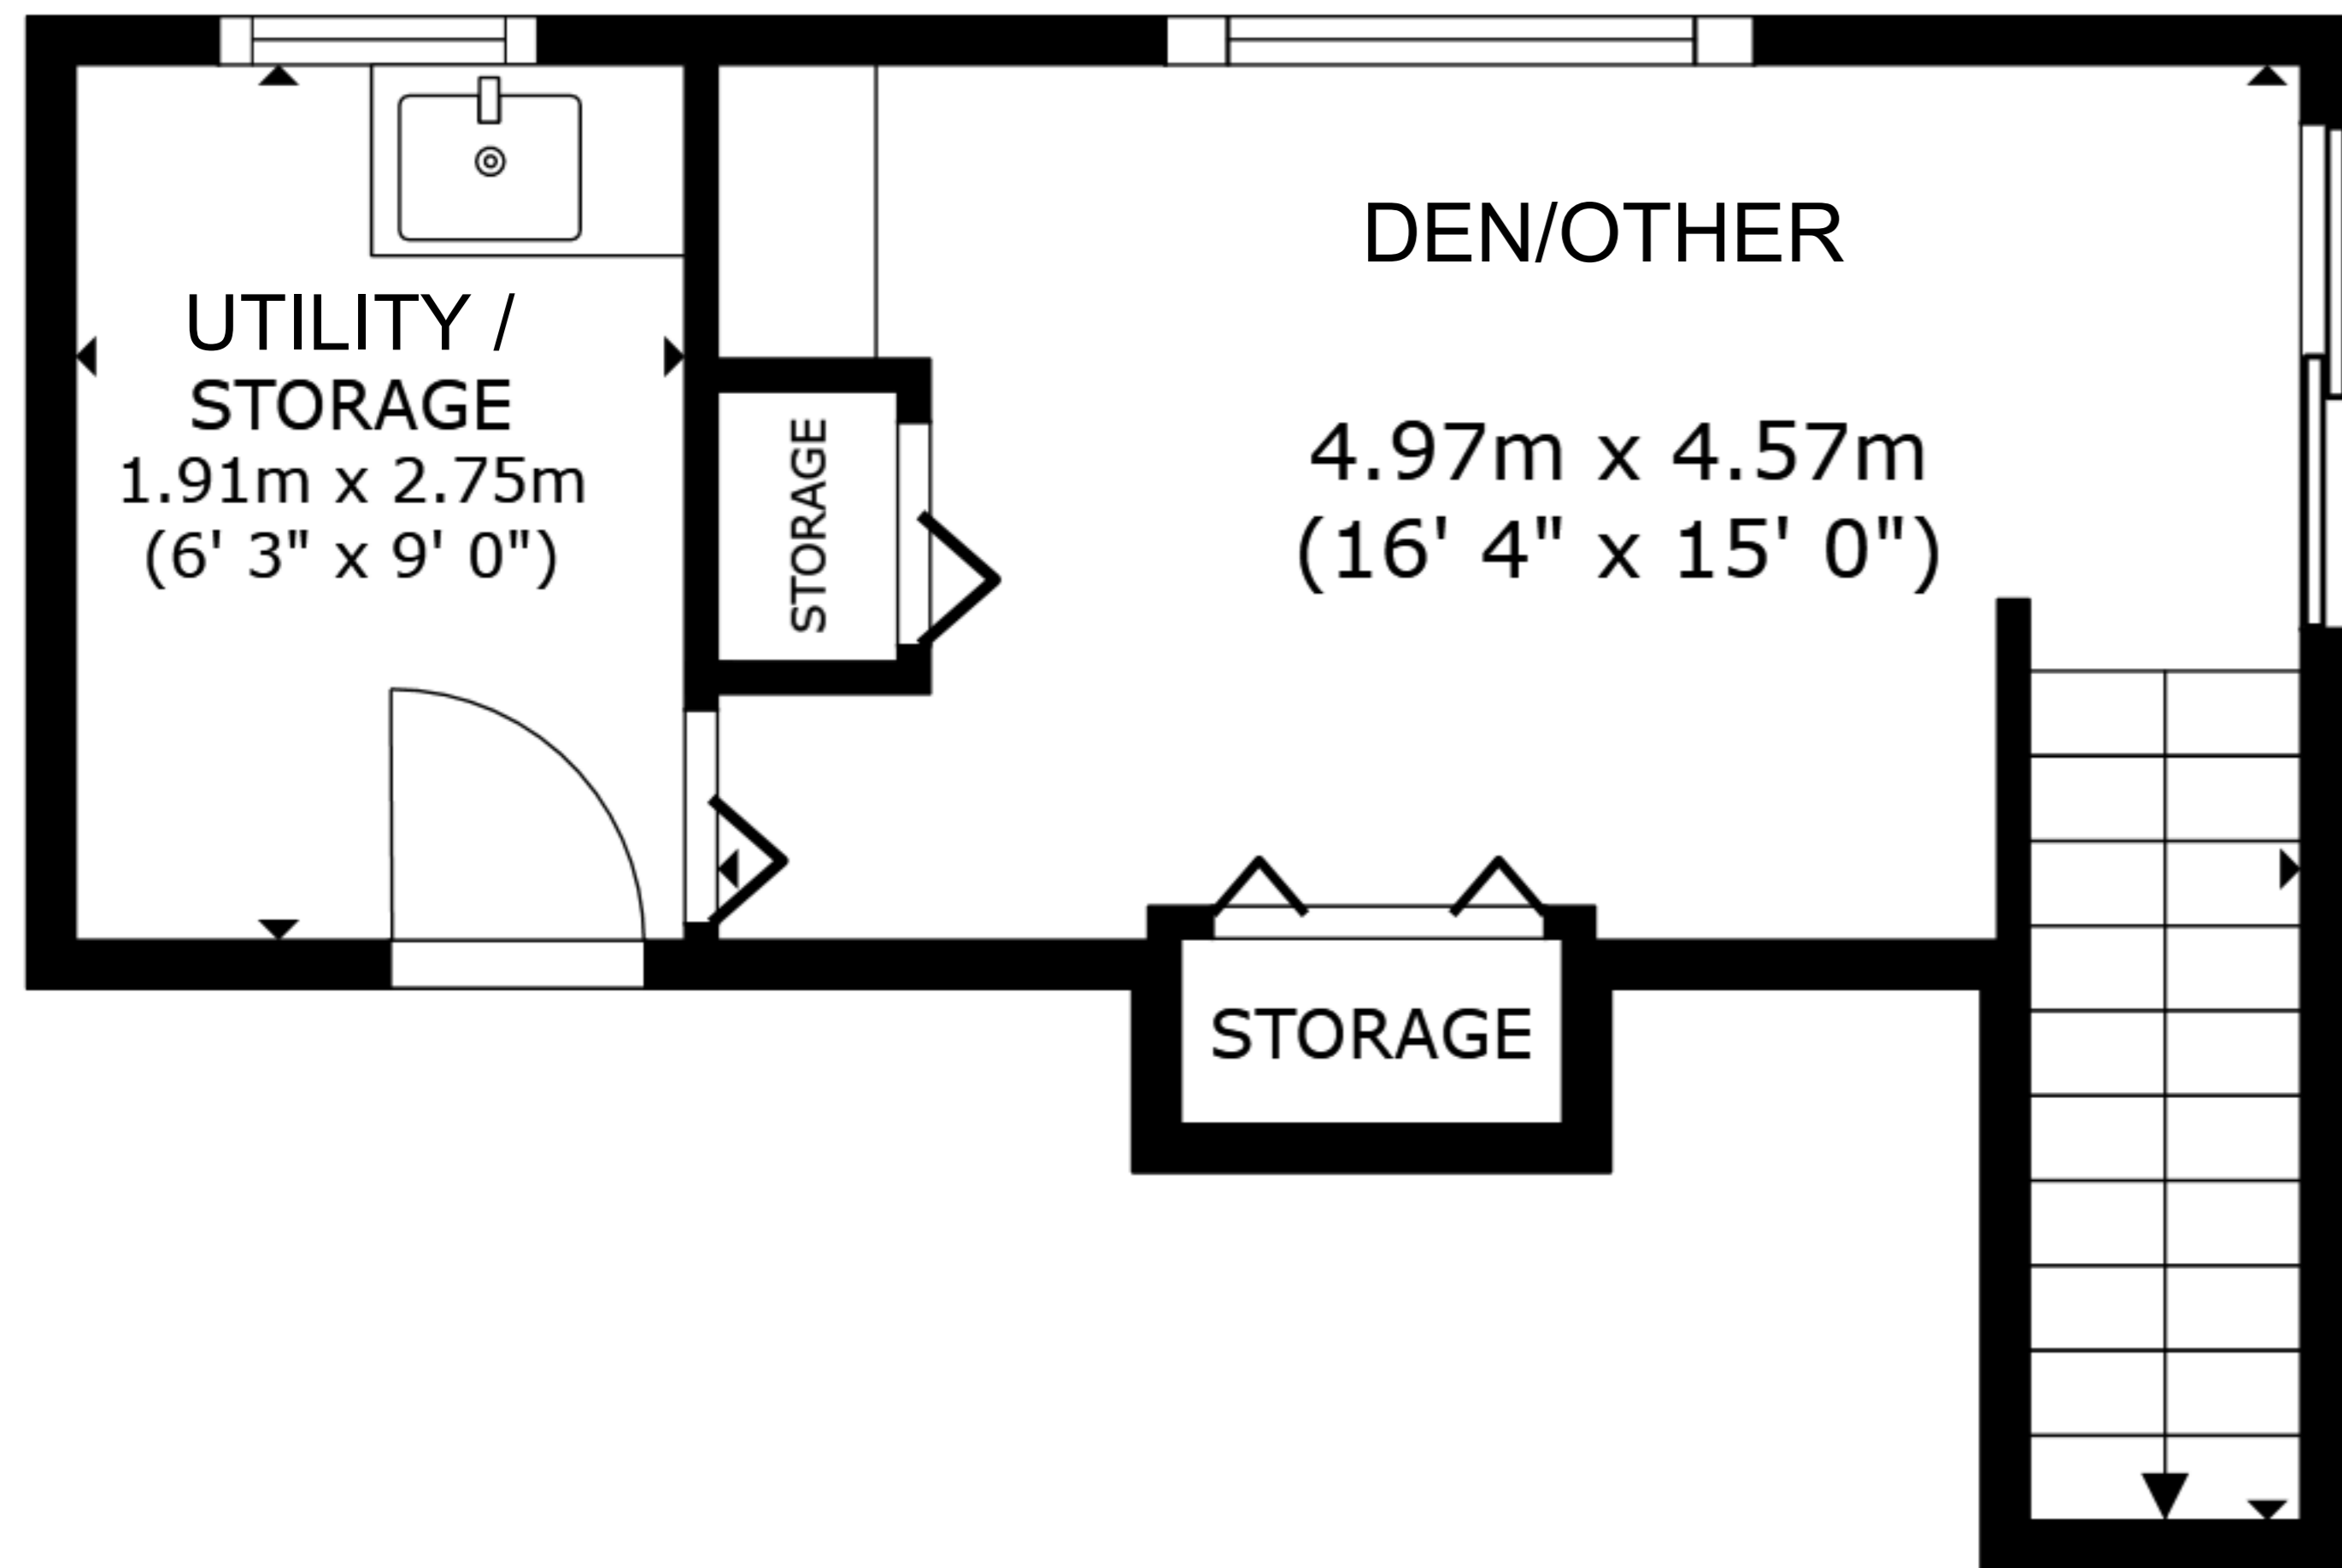 UTILITY /
STORAGE
1.91m x 2.75m
(6' 3" x 9' 0")
STORAGE
DEN/OTHER
4.97m x 4.57m
(16' 4" x 15' 0")
STORAGE